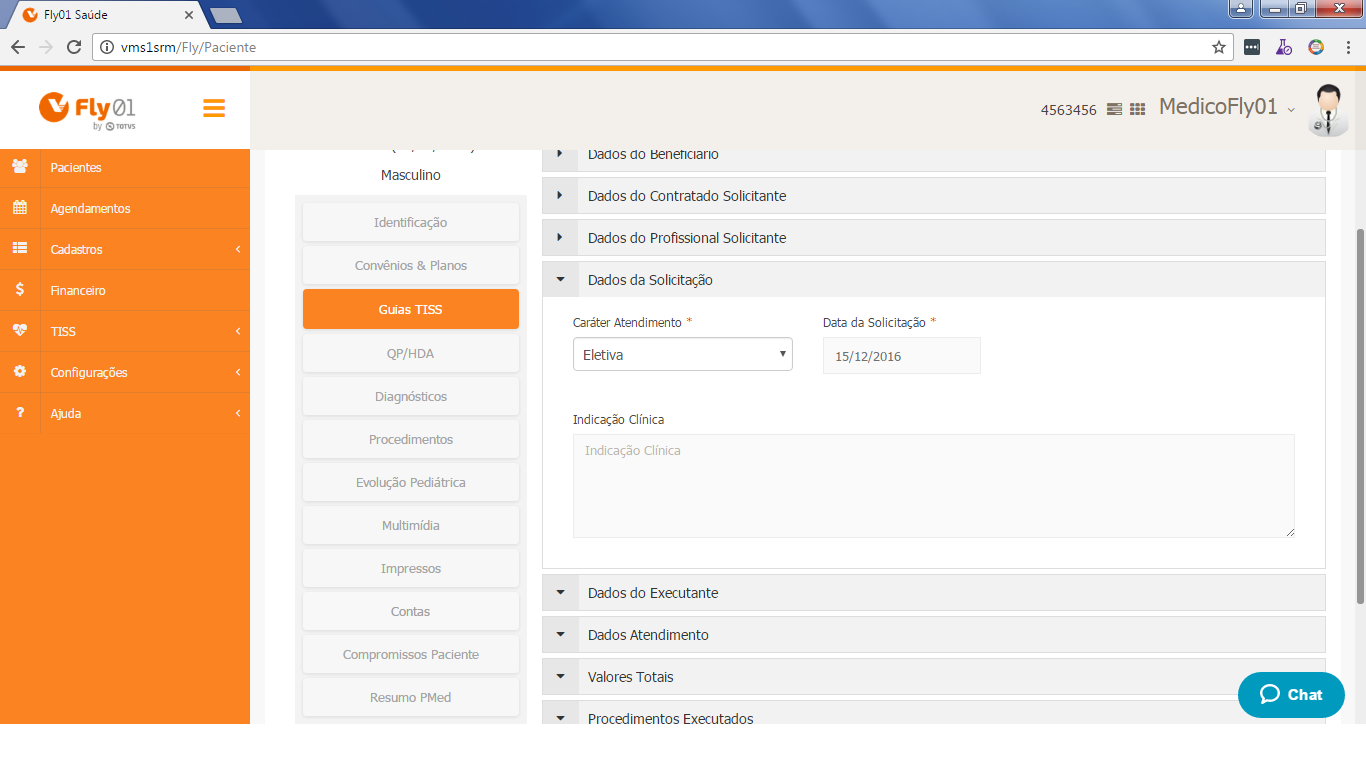 Fly01 Saúde
vms1srm/Fly/Paciente
Fly01
by TOTVS
4563456
MedicoFly01
Pacientes
Agendamentos
Cadastros
Financeiro
TISS
Configurações
Ajuda
Masculino
Identificação
Convênios & Planos
Guias TISS
QP/HDA
Diagnósticos
Procedimentos
Evolução Pediátrica
Multimídia
Impressos
Contas
Compromissos Paciente
Resumo PMed
Dados do Beneficiário
Dados do Contratado Solicitante
Dados do Profissional Solicitante
Dados da Solicitação
Caráter Atendimento *
Data da Solicitação *
Eletiva
15/12/2016
Indicação Clínica
Indicação Clínica
Dados do Executante
Dados Atendimento
Valores Totais
Procedimentos Executados
Chat